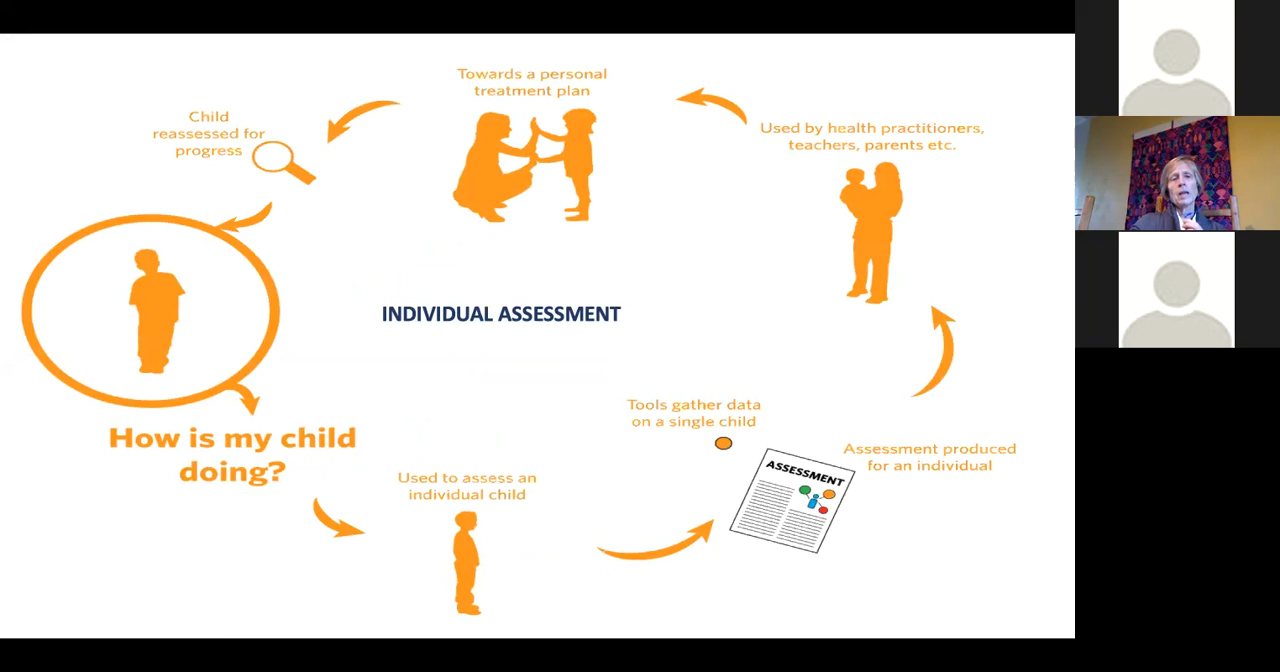 Towards a personal
treatment plan
Child
reassessed for
progress
Used by health practitioners,
teachers, parents etc.
INDIVIDUAL ASSESSMENT
How is my child
doing?
Used to assess an
individual child
Tools gather data
on a single child
ASSESSMENT
Assessment produced
for an individual